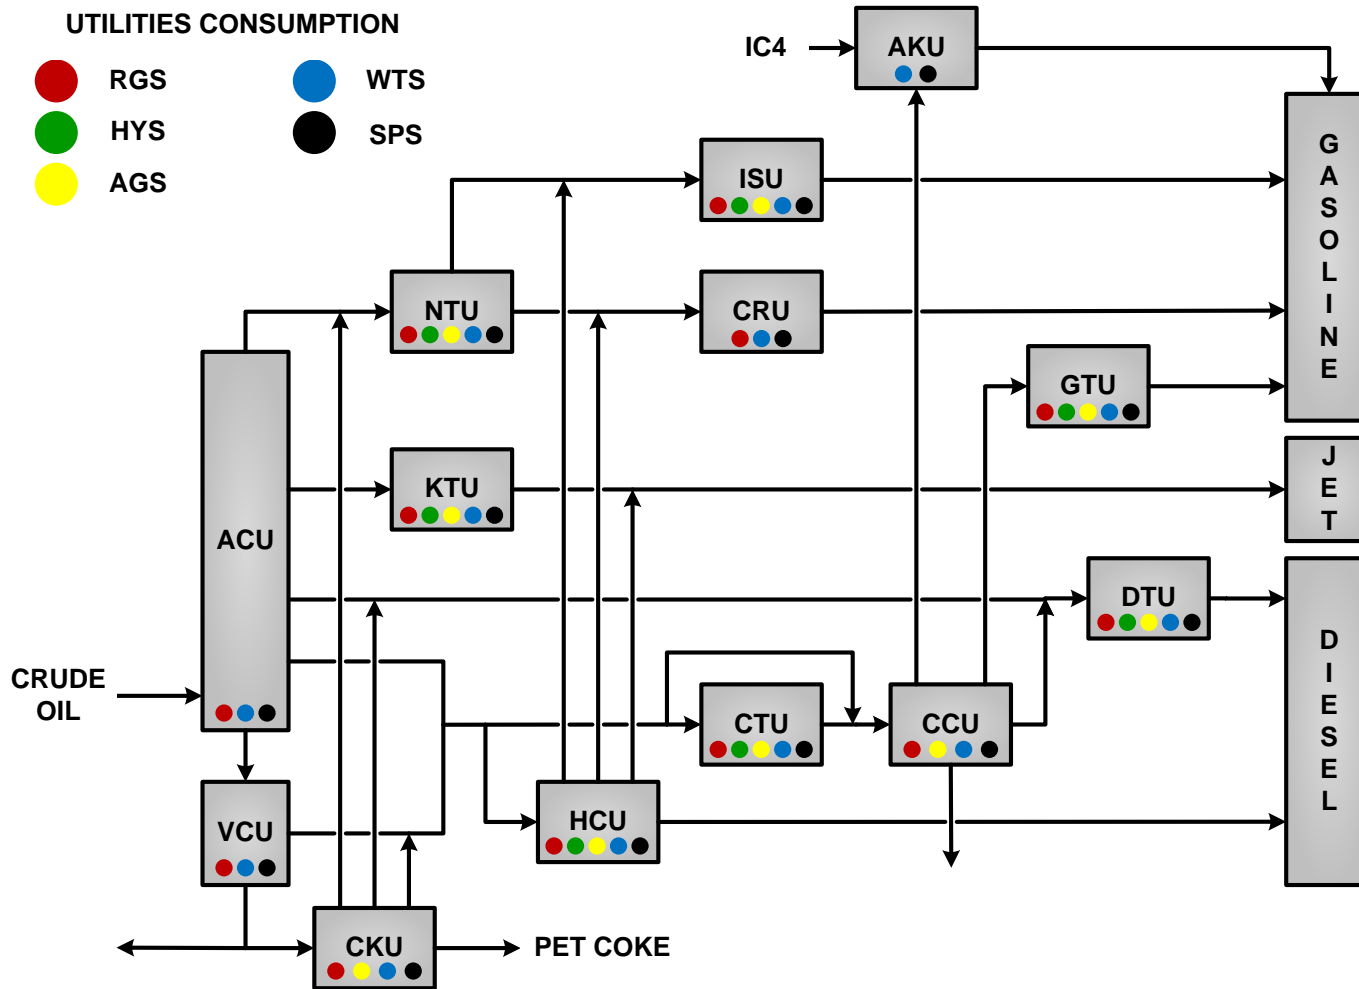 UTILITIES CONSUMPTION
RGS
WTS
HYS
SPS
AGS
IC4
AKU
ISU
NTU
CRU
GTU
KTU
ACU
DTU
CRUDE
OIL
CTU
CCU
VCU
HCU
CKU
PET COKE
G
A
S
O
L
I
N
E
J
E
T
D
I
E
S
E
L